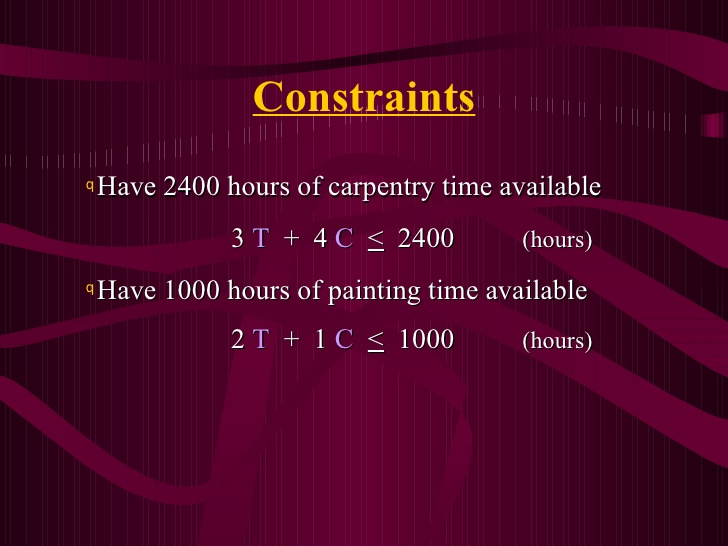 Constraints
q Have 2400 hours of carpentry time available
3 T + 4 C < 2400 (hours)
q Have 1000 hours of painting time available
2 T + 1 C < 1000 (hours)